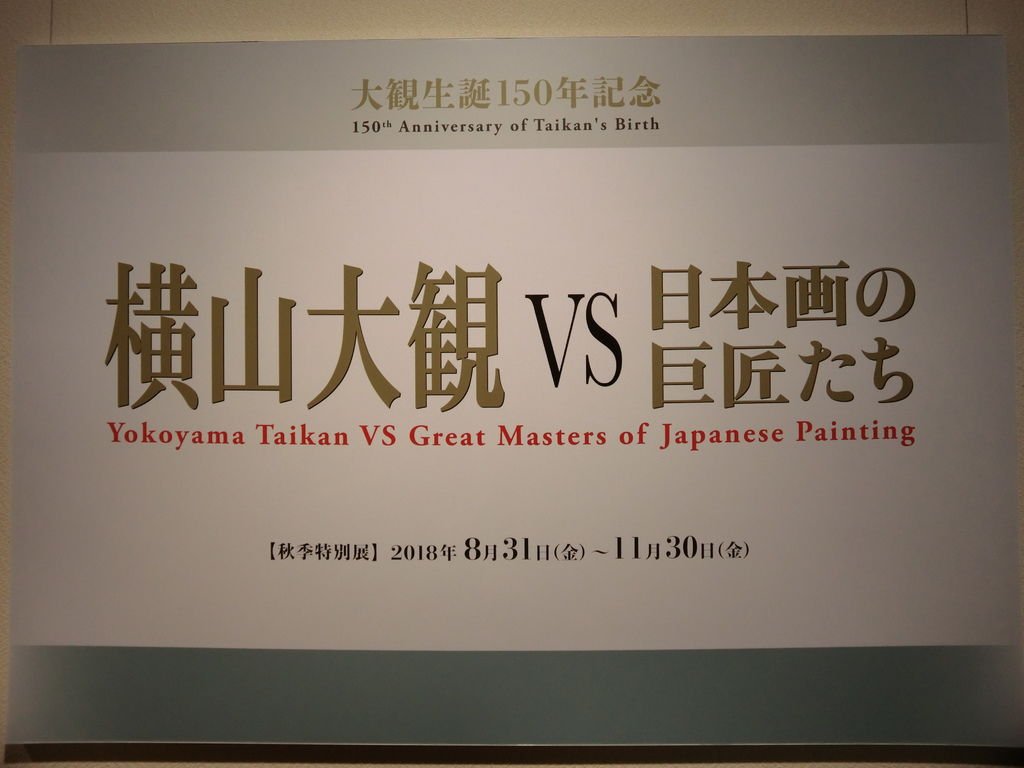 大観生誕150年記念
150th Anniversary of Taikan's Birth
横山大観 VS 日本画の巨匠たち
Yokoyama Taikan VS Great Masters of Japanese Painting
【秋季特別展】2018年 8月31日(金)～11月30日(金)